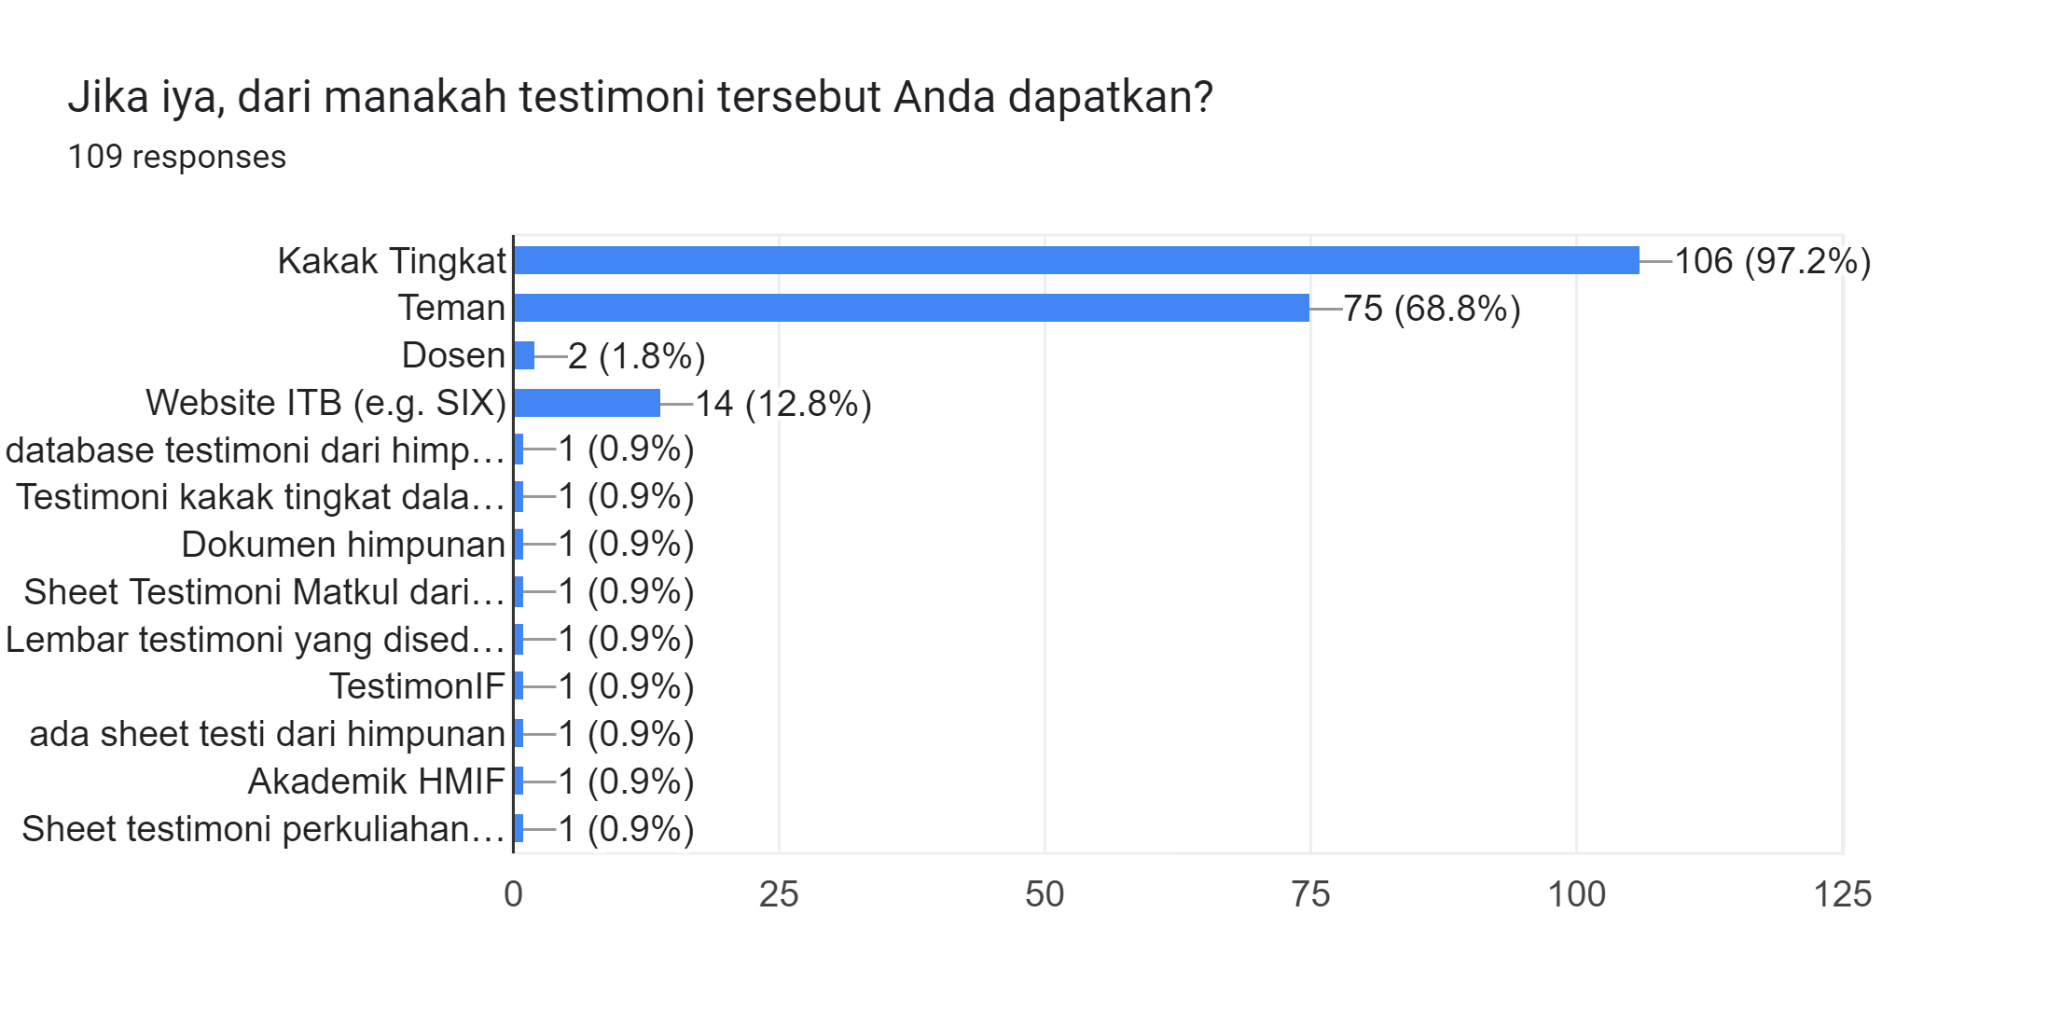 Jika iya, dari manakah testimoni tersebut Anda dapatkan?
109 responses
Kakak Tingkat 106 (97.2%)
Teman 75 (68.8%)
Dosen 2 (1.8%)
Website ITB (e.g. SIX) 14 (12.8%)
database testimoni dari himp… 1 (0.9%)
Testimoni kakak tingkat dala… 1 (0.9%)
Dokumen himpunan 1 (0.9%)
Sheet Testimoni Matkul dari… 1 (0.9%)
Lembar testimoni yang dised… 1 (0.9%)
TestimonIF 1 (0.9%)
ada sheet testi dari himpunan 1 (0.9%)
Akademik HMIF 1 (0.9%)
Sheet testimoni perkuliahan… 1 (0.9%)
0 25 50 75 100 125